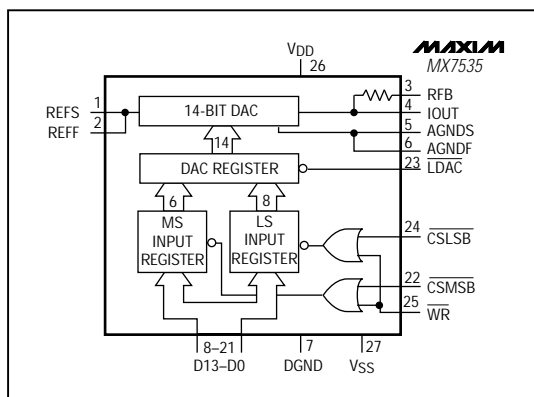 VDD
26
MAXIM
MX7535
REFS 1
REFF 2
14-BIT DAC
3 RFB
4 IOUT
5 AGNDS
6 AGNDF
14
DAC REGISTER
23 LDAC
6
8
MS
INPUT
REGISTER
LS
INPUT
REGISTER
24 CSLSB
22 CSMSB
25 WR
8–21
D13–D0
7
DGND
27
VSS